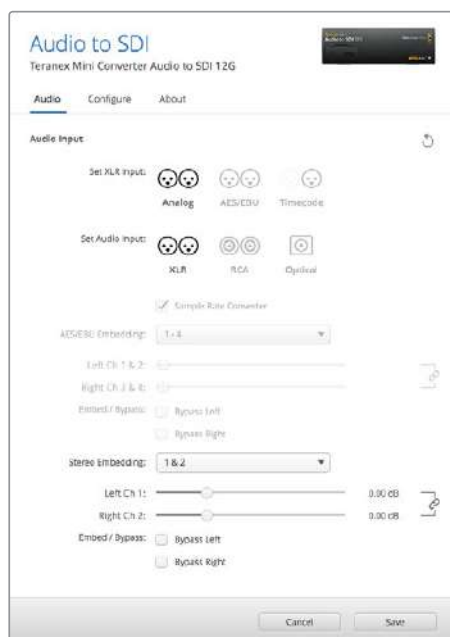 Audio to SDI
Teranex Mini Converter Audio to SDI 12G
Audio Configure About
Audio Input
Set XLR Input:
Analog AES/EBU Timecode
Set Audio Input:
XLR RCA Optical
Sample Rate Converter
AES/EBU Embedding: 1 - 4
Left Ch 1 & 2:
Right Ch 3 & 4:
Embed / Bypass: Bypass Left
Bypass Right
Stereo Embedding: 1 & 2
Left Ch 1: 0.00 dB
Right Ch 2: 0.00 dB
Embed / Bypass: Bypass Left
Bypass Right
Cancel Save